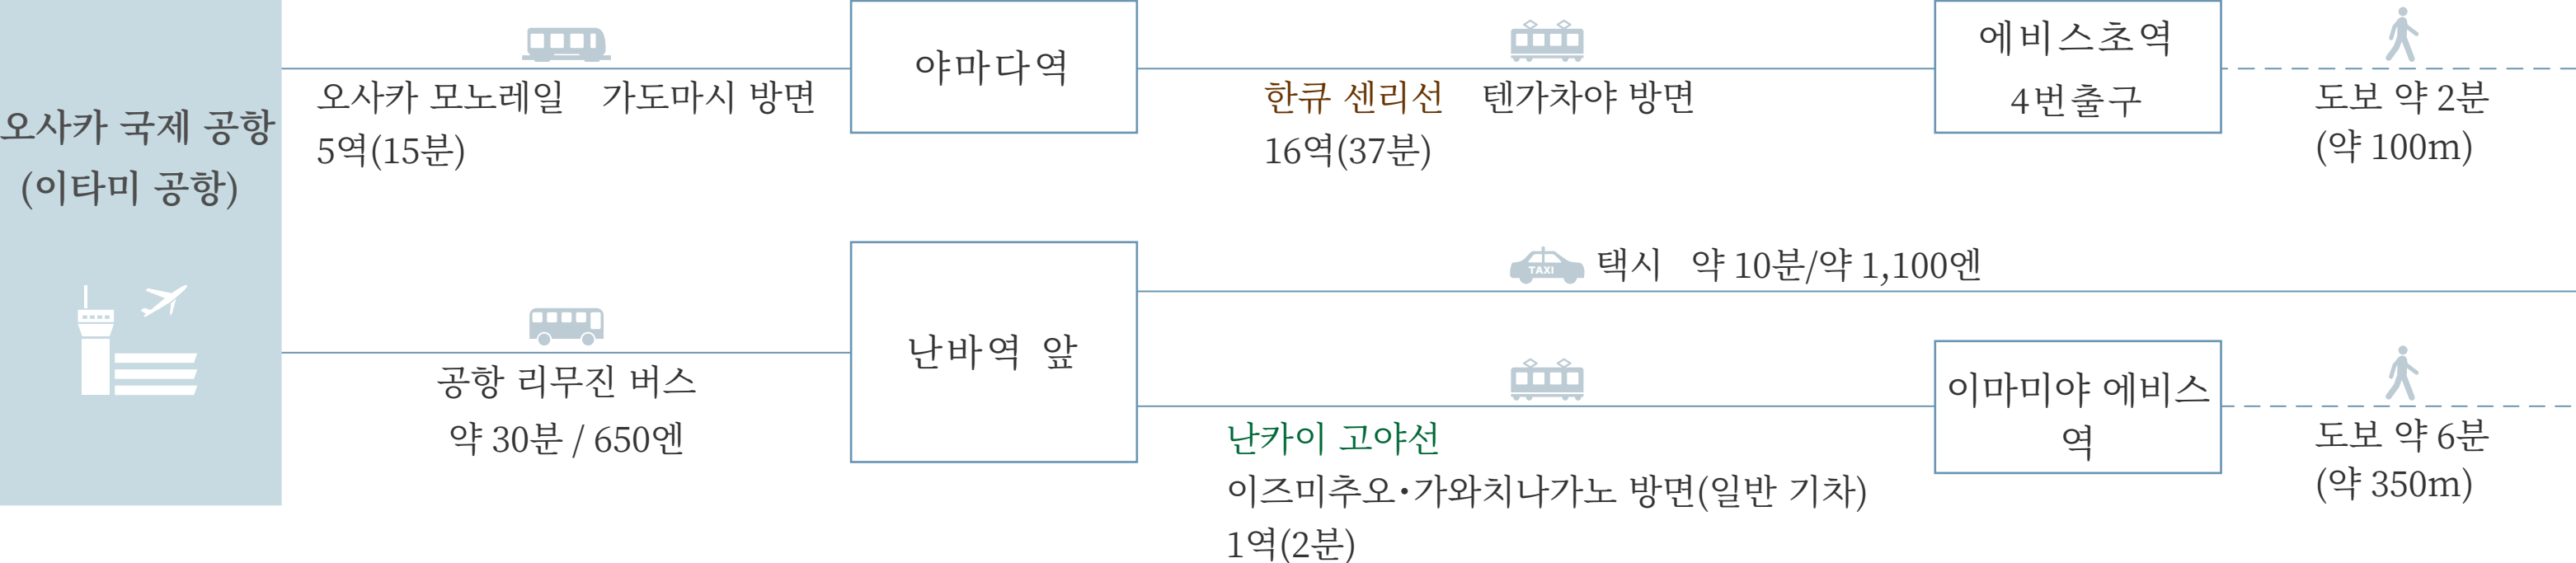 오사카 국제 공항
(이타미 공항)
오사카 모노레일 가도마시 방면
5역(15분)
야마다역
한큐 센리선 텐가차야 방면
16역(37분)
에비스초역
4번출구
도보 약 2분
(약 100m)
공항 리무진 버스
약 30분 / 650엔
난바역 앞
TAXI
택시 약 10분/약 1,100엔
난카이 고야선
이즈미추오·가와치나가노 방면(일반 기차)
1역(2분)
이마미야 에비스
역
도보 약 6분
(약 350m)